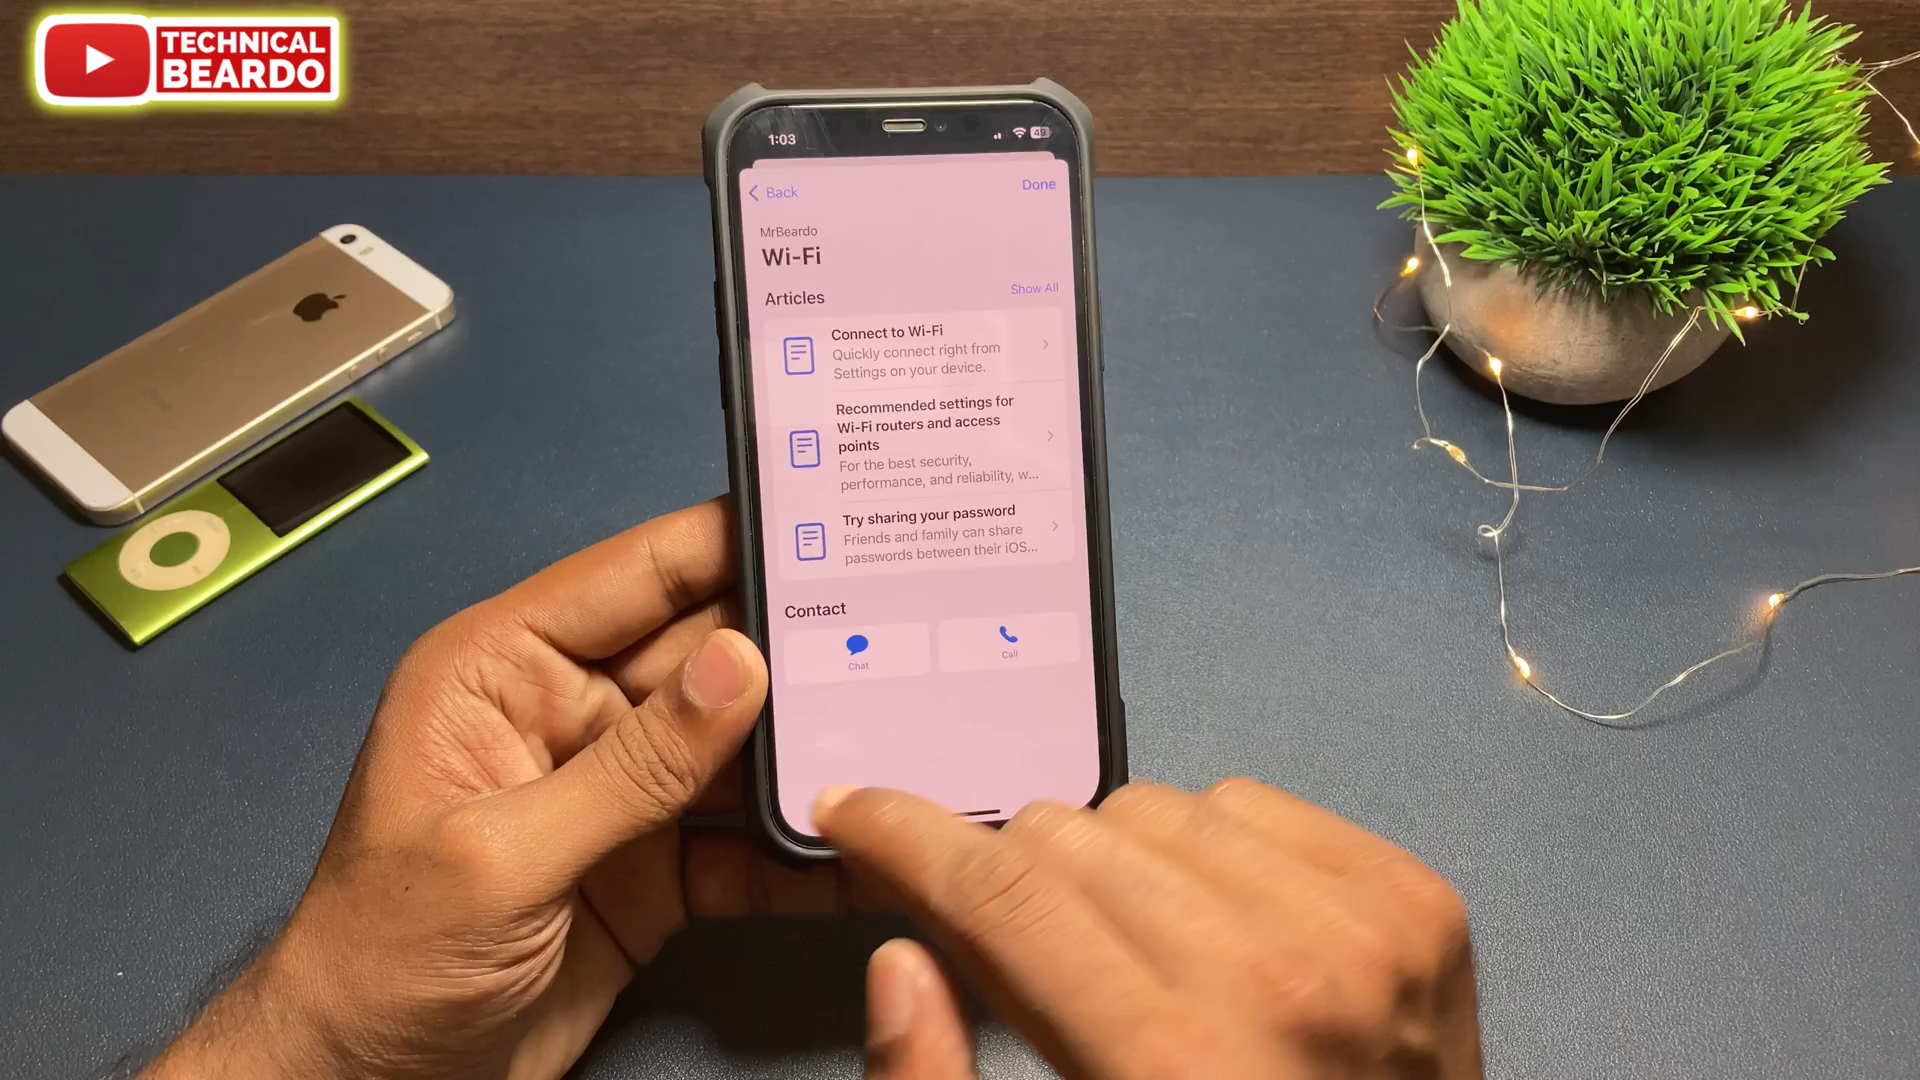 TECHNICAL
BEARDO
1:03
49
Back
Done
MrBeardo
Wi-Fi
Articles
Show All
Connect to Wi-Fi
Quickly connect right from
Settings on your device.
Recommended settings for
Wi-Fi routers and access
points
For the best security,
performance, and reliability, w...
Try sharing your password
Friends and family can share
passwords between their iOS...
Contact
Chat
Call